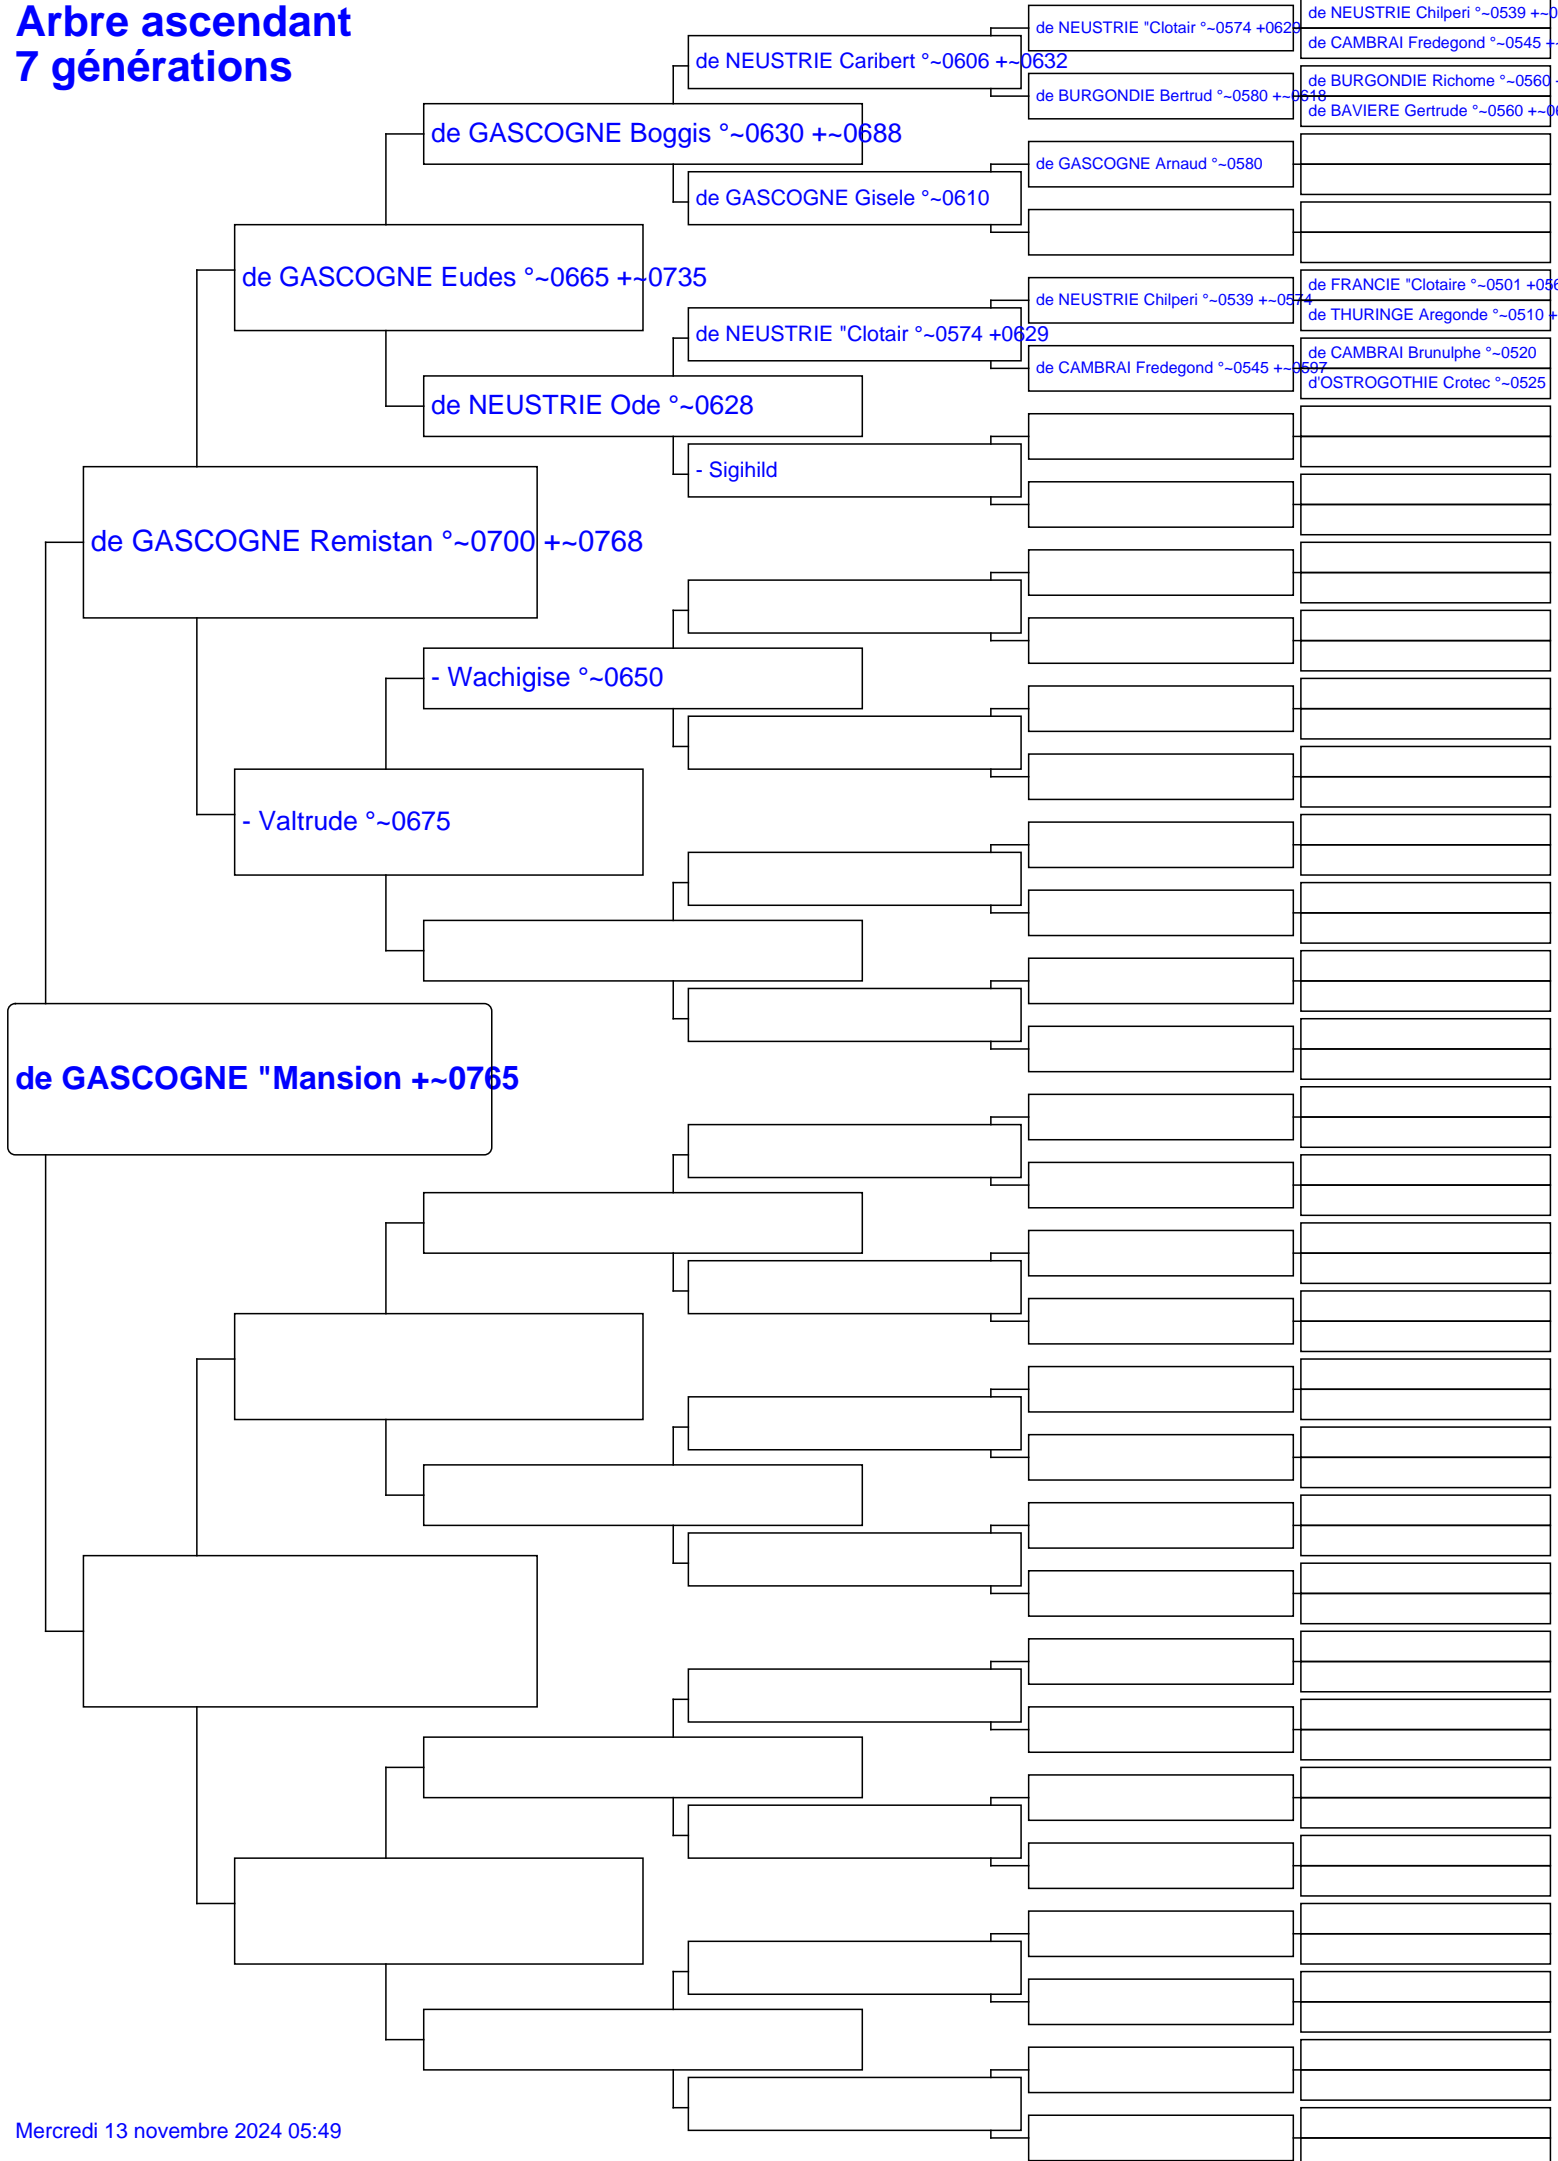 Arbre ascendant
7 générations
de NEUSTRIE Chilperi °~0539 +~0
de NEUSTRIE "Clotair °~0574 +0629
de CAMBRAI Fredegond °~0545 +~
de NEUSTRIE Caribert °~0606 +~0632
de BURGONDIE Richome °~0560
de BURGONDIE Bertrud °~0580 +~0618
de BAVIERE Gertrude °~0560 +~06
de GASCOGNE Boggis °~0630 +~0688
de GASCOGNE Arnaud °~0580
de GASCOGNE Gisele °~0610
de GASCOGNE Eudes °~0665 +~0735
de FRANCIE "Clotaire °~0501 +056
de NEUSTRIE Chilperi °~0539 +~0574
de THURINGE Aregonde °~0510 +
de NEUSTRIE "Clotair °~0574 +0629
de CAMBRAI Brunulphe °~0520
de CAMBRAI Fredegond °~0545 +~0597
d'OSTROGOTHIE Crotec °~0525
de NEUSTRIE Ode °~0628
- Sigihild
de GASCOGNE Remistan °~0700 +~0768
- Wachigise °~0650
- Valtrude °~0675
de GASCOGNE "Mansion +~0765
Mercredi 13 novembre 2024 05:49